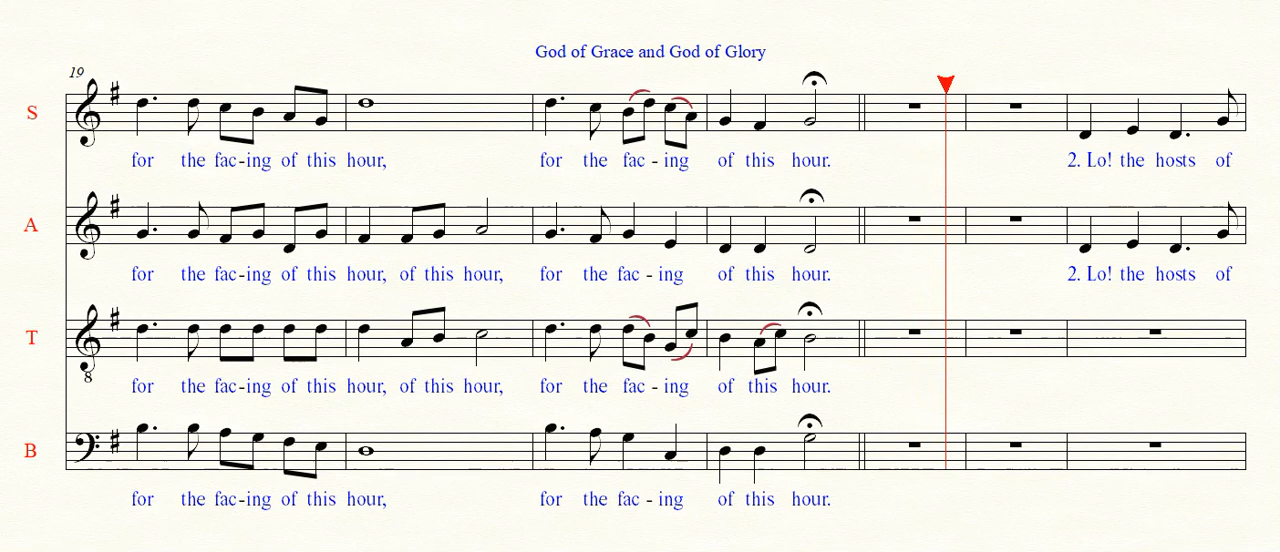 God of Grace and God of Glory
19
S
for the fac-ing of this hour, for the fac - ing of this hour. 2. Lo! the hosts of
A
for the fac-ing of this hour, of this hour, for the fac - ing of this hour. 2. Lo! the hosts of
T
8
for the fac-ing of this hour, of this hour, for the fac - ing of this hour.
B
for the fac-ing of this hour, for the fac - ing of this hour.